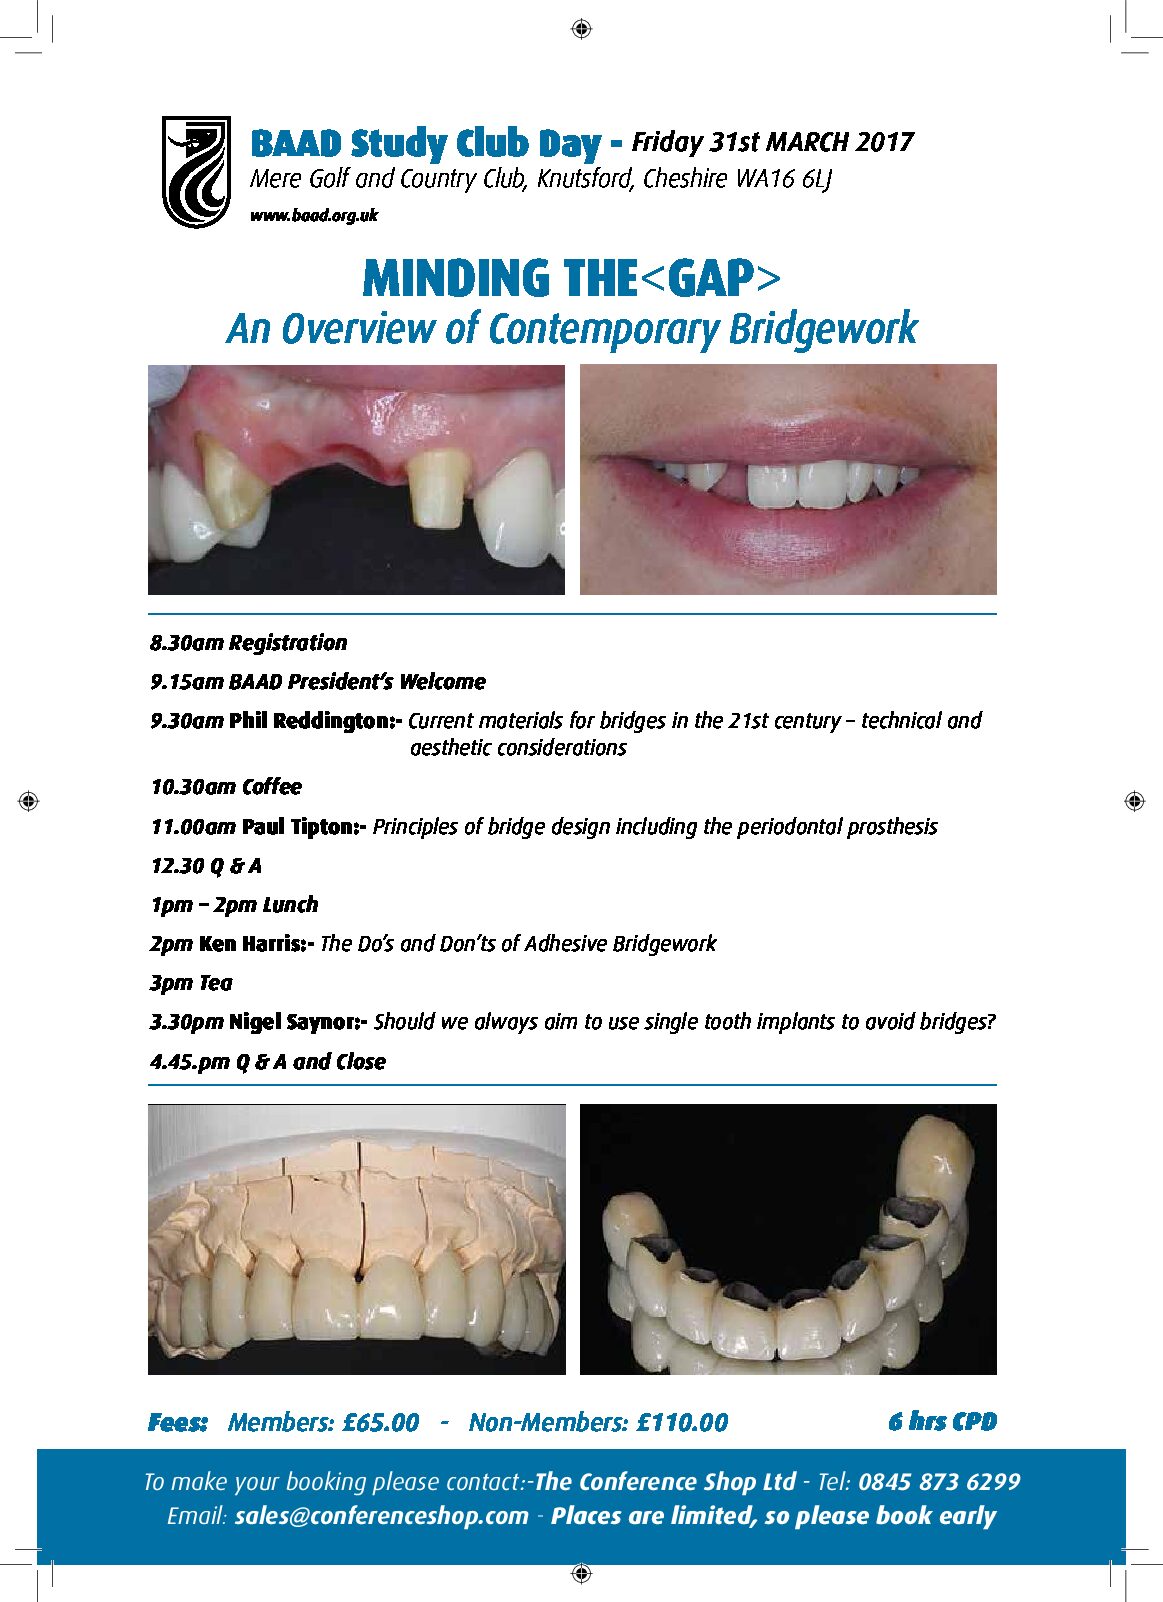 BAAD Study Club Day - Friday 31st MARCH 2017
Mere Golf and Country Club, Knutsford, Cheshire WA16 6LJ
www.baad.org.uk
MINDING THE<GAP>
An Overview of Contemporary Bridgework
8.30am Registration
9.15am BAAD President's Welcome
9.30am Phil Reddington:- Current materials for bridges in the 21st century – technical and
aesthetic considerations
10.30am Coffee
11.00am Paul Tipton:- Principles of bridge design including the periodontal prosthesis
12.30 Q & A
1pm – 2pm Lunch
2pm Ken Harris:- The Do's and Don'ts of Adhesive Bridgework
3pm Tea
3.30pm Nigel Saynor:- Should we always aim to use single tooth implants to avoid bridges?
4.45.pm Q & A and Close
Fees: Members: £65.00 - Non-Members: £110.00 6 hrs CPD
To make your booking please contact:-The Conference Shop Ltd - Tel: 0845 873 6299
Email: sales@conferenceshop.com - Places are limited, so please book early